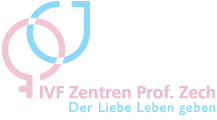 IVF Zentren Prof. Zech
Der Liebe Leben geben